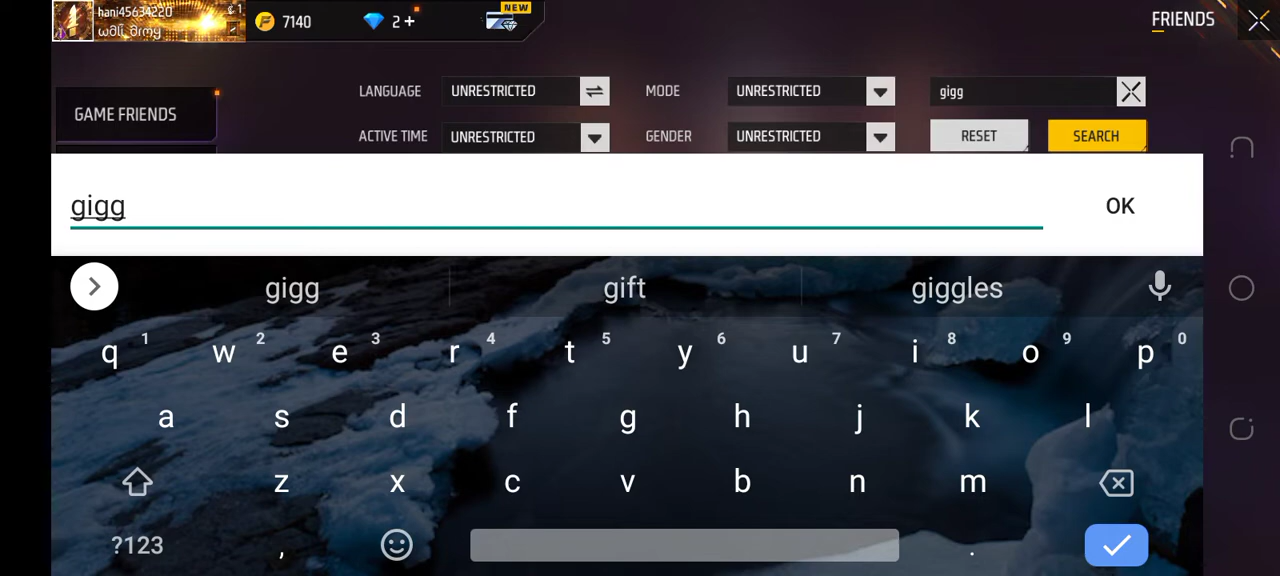 hani45634220
7140
2 +
NEW
FRIENDS
LANGUAGE UNRESTRICTED MODE UNRESTRICTED gigg
GAME FRIENDS
ACTIVE TIME UNRESTRICTED GENDER UNRESTRICTED RESET SEARCH
gigg OK
gigg gift giggles
q 1 w 2 e 3 r 4 t 5 y 6 u 7 i 8 o 9 p 0
a s d f g h j k l
z x c v b n m
?123 , .